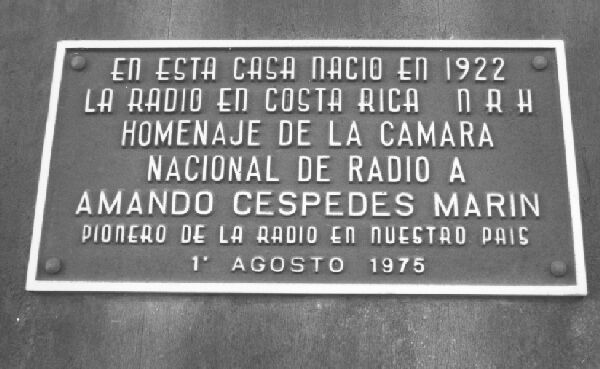 EN ESTA CASA NACIO EN 1922
LA RADIO EN COSTA RICA N R H
HOMENAJE DE LA CAMARA
NACIONAL DE RADIO A
AMANDO CESPEDES MARIN
PIONERO DE LA RADIO EN NUESTRO PAIS
1° AGOSTO 1975